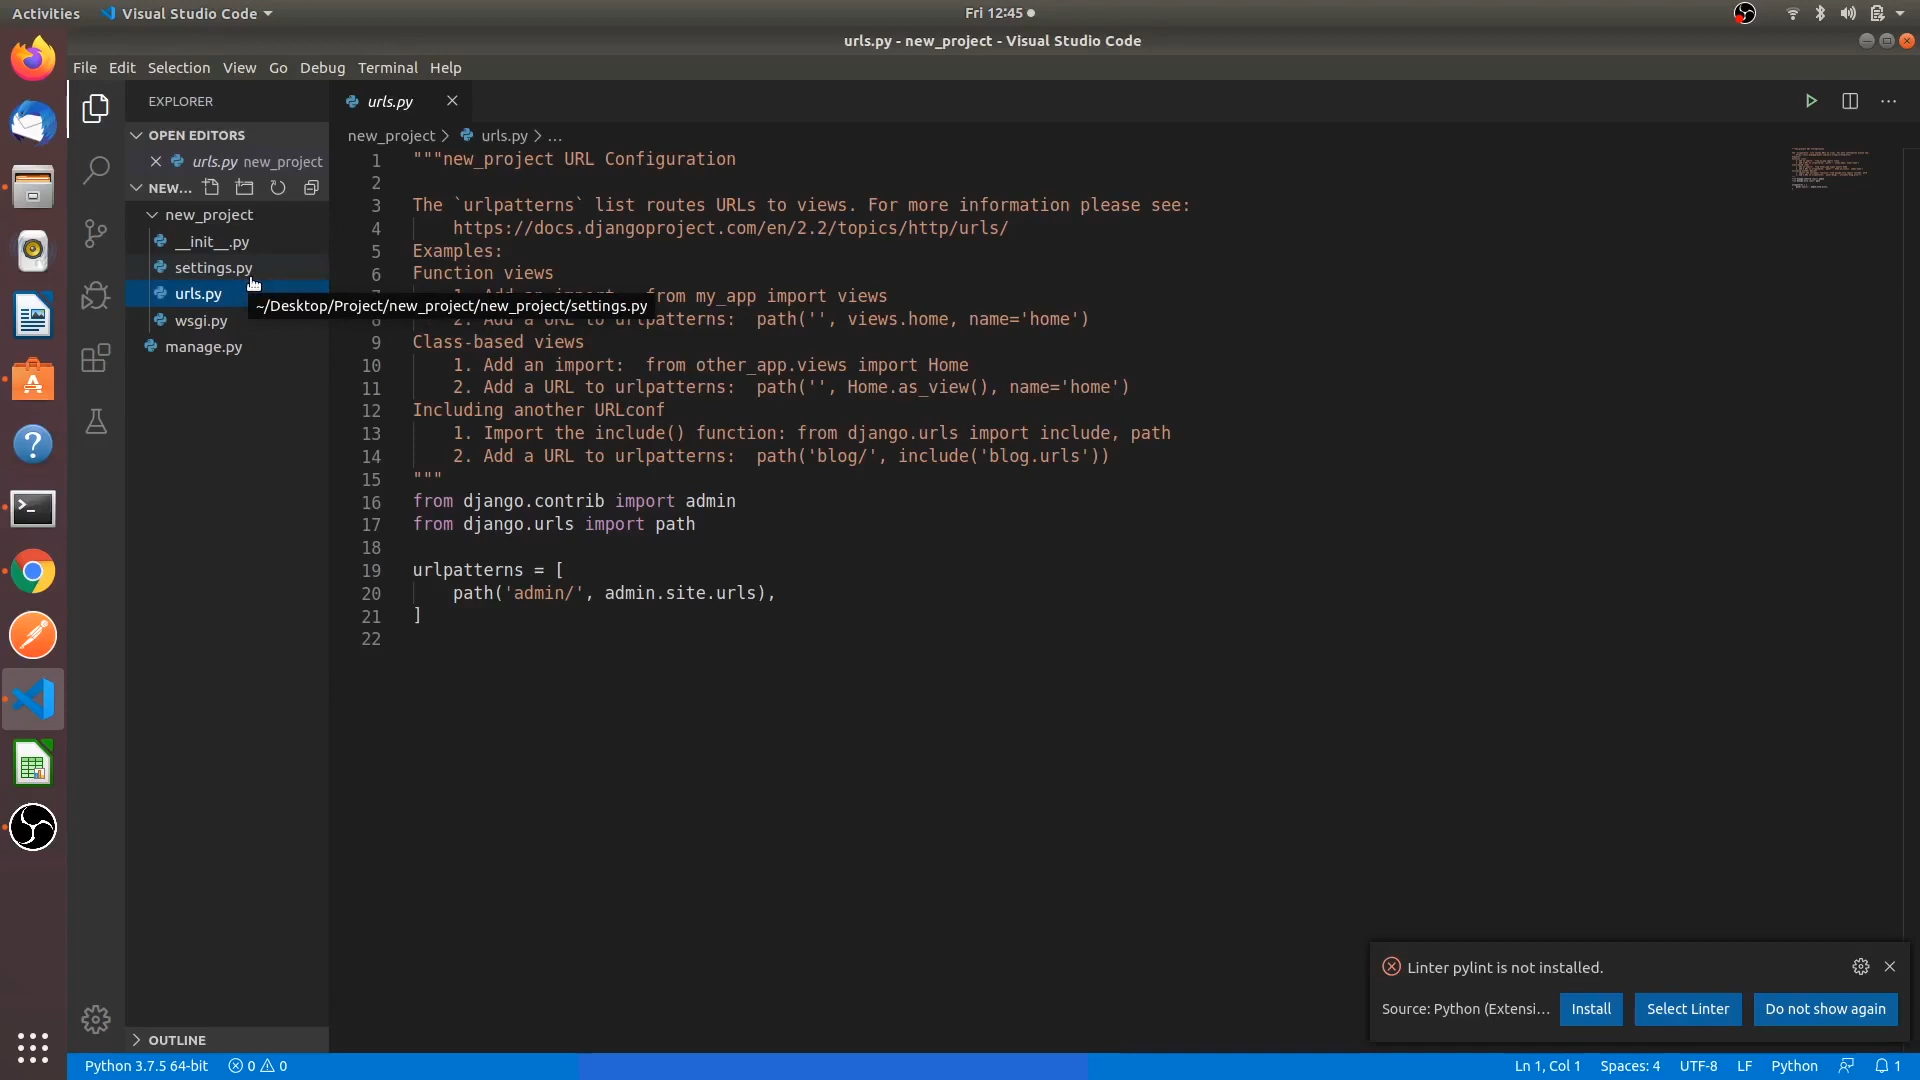 Activities Visual Studio Code Fri 12:45
urls.py - new_project - Visual Studio Code
File Edit Selection View Go Debug Terminal Help
EXPLORER
OPEN EDITORS
urls.py new_project
NEW...
new_project
__init__.py
settings.py
urls.py
wsgi.py
manage.py
OUTLINE
~/Desktop/Project/new_project/new_project/settings.py
urls.py
new_project > urls.py > ...
1 """new_project URL Configuration
2
3 The `urlpatterns` list routes URLs to views. For more information please see:
4     https://docs.djangoproject.com/en/2.2/topics/http/urls/
5 Examples:
6 Function views
from my_app import views
8     2. Add a URL to urlpatterns:  path('', views.home, name='home')
9 Class-based views
10     1. Add an import:  from other_app.views import Home
11     2. Add a URL to urlpatterns:  path('', Home.as_view(), name='home')
12 Including another URLconf
13     1. Import the include() function: from django.urls import include, path
14     2. Add a URL to urlpatterns:  path('blog/', include('blog.urls'))
15 """
16 from django.contrib import admin
17 from django.urls import path
18
19 urlpatterns = [
20     path('admin/', admin.site.urls),
21 ]
22
Linter pylint is not installed.
Source: Python (Extensi... Install Select Linter Do not show again
Python 3.7.5 64-bit 0 0 Ln 1, Col 1 Spaces: 4 UTF-8 LF Python 1